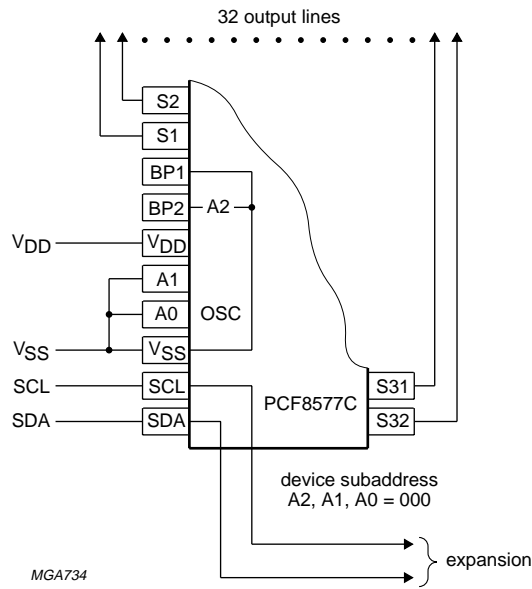 32 output lines
S2
S1
BP1
BP2 A2
VDD VDD
A1
A0 OSC
VSS VSS
SCL SCL S31
PCF8577C
SDA SDA S32
device subaddress
A2, A1, A0 = 000
expansion
MGA734